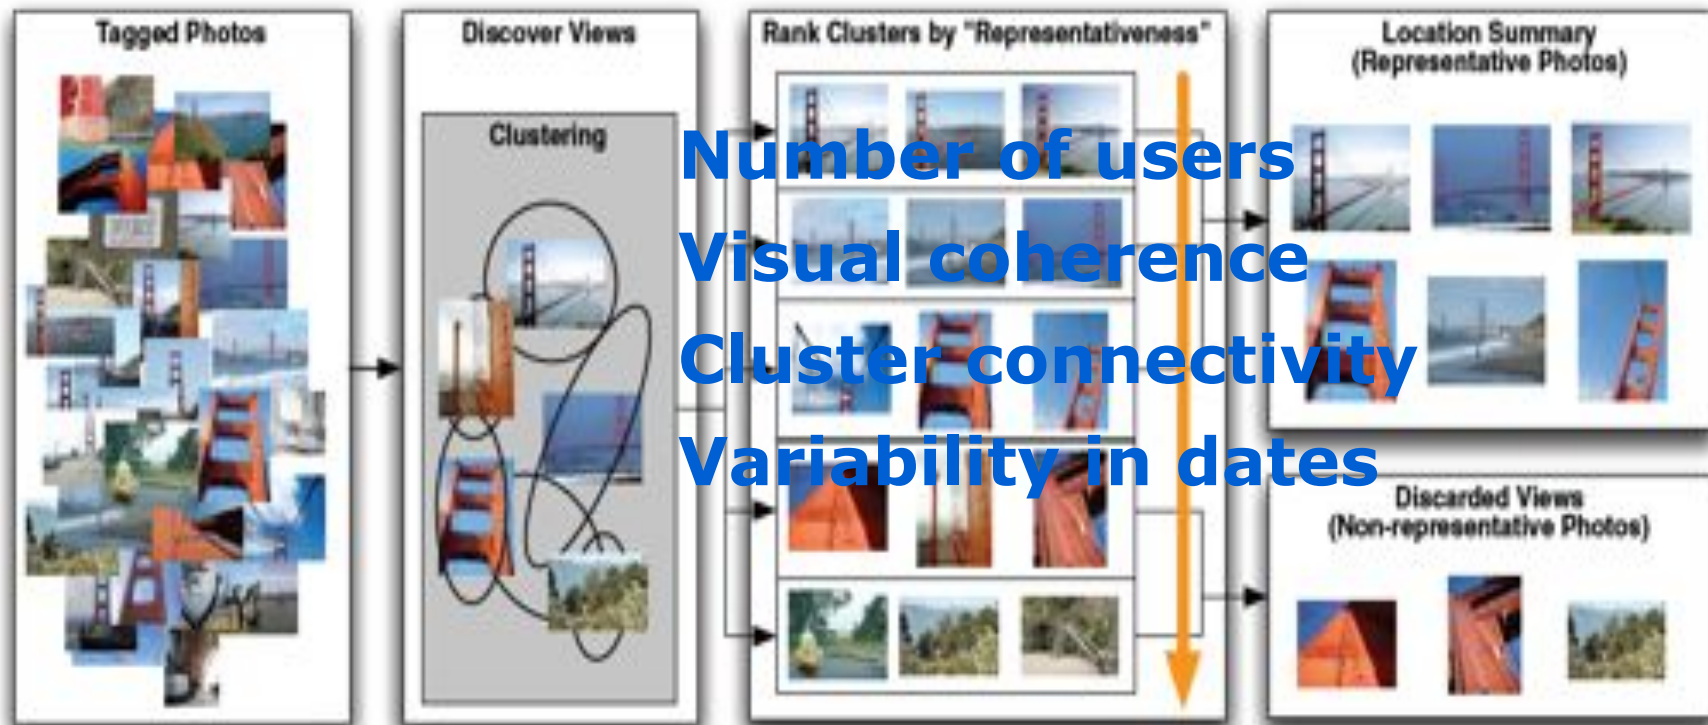 Tagged Photos
Discover Views
Clustering
Rank Clusters by "Representativeness"
Number of users
Visual coherence
Cluster connectivity
Variability in dates
Location Summary
(Representative Photos)
Discarded Views
(Non-representative Photos)